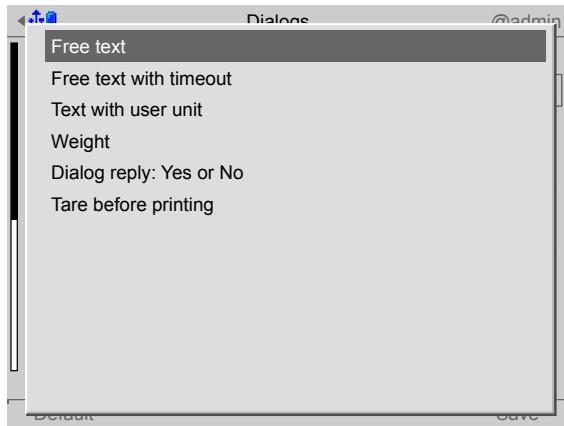 Dialogs @admin
Free text
Free text with timeout
Text with user unit
Weight
Dialog reply: Yes or No
Tare before printing
Default Save